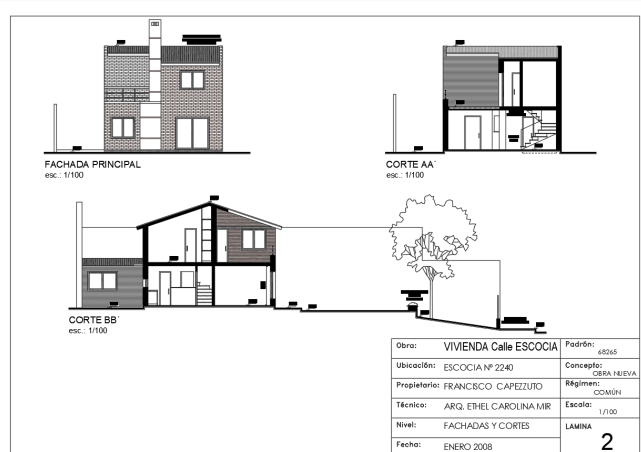 FACHADA PRINCIPAL
esc.: 1/100
CORTE AA´
esc.: 1/100
CORTE BB´
esc.: 1/100
Obra: VIVIENDA Calle ESCOCIA
Padrón: 68265
Ubicación: ESCOCIA Nº 2240
Concepto: OBRA NUEVA
Propietario: FRANCISCO CAPEZZUTO
Régimen: COMÚN
Técnico: ARQ. ETHEL CAROLINA MIR
Escala: 1/100
Nivel: FACHADAS Y CORTES
LAMINA
2
Fecha: ENERO 2008